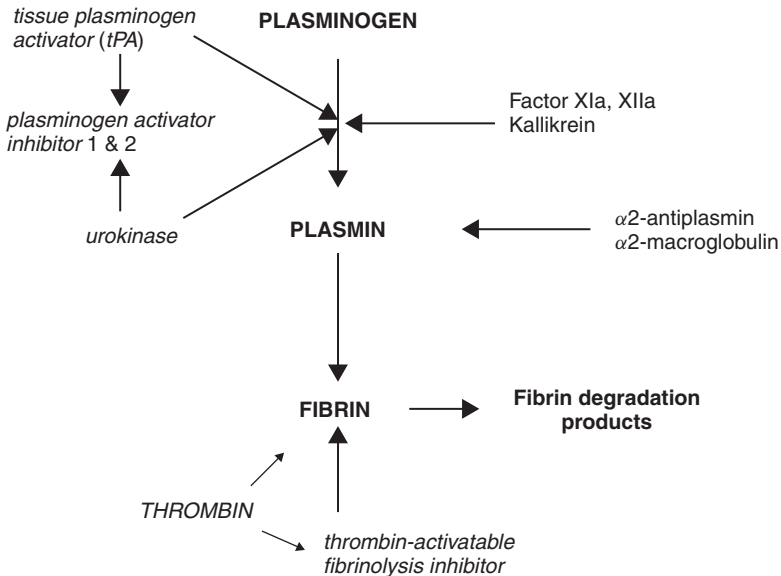 tissue plasminogen
activator (tPA)
PLASMINOGEN
plasminogen activator
inhibitor 1 & 2
Factor XIa, XIIa
Kallikrein
urokinase
PLASMIN
α2-antiplasmin
α2-macroglobulin
FIBRIN
Fibrin degradation
products
THROMBIN
thrombin-activatable
fibrinolysis inhibitor